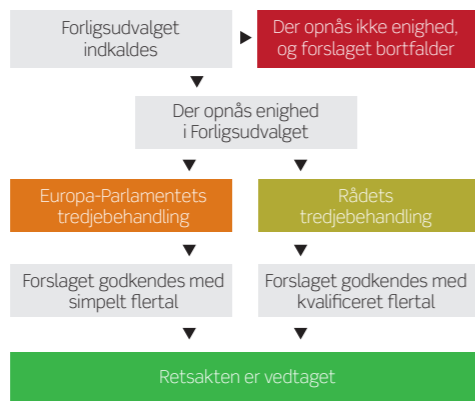 Forligsudvalget
indkaldes
Der opnås ikke enighed,
og forslaget bortfalder
Der opnås enighed
i Forligsudvalget
Europa-Parlamentets
tredjebehandling
Rådets
tredjebehandling
Forslaget godkendes med
simpelt flertal
Forslaget godkendes med
kvalificeret flertal
Retsakten er vedtaget